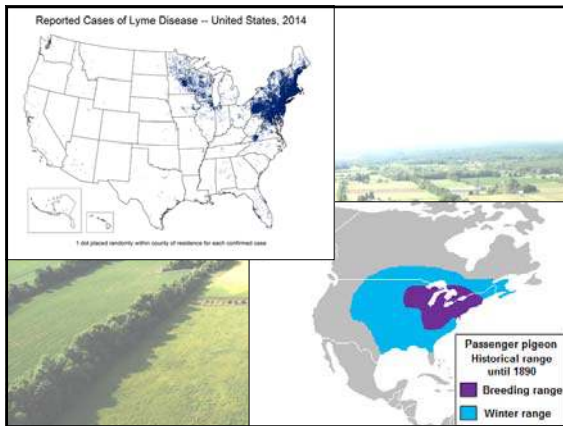 Reported Cases of Lyme Disease -- United States, 2014
1 dot placed randomly within county of residence for each confirmed case
Passenger pigeon
Historical range
until 1890
Breeding range
Winter range